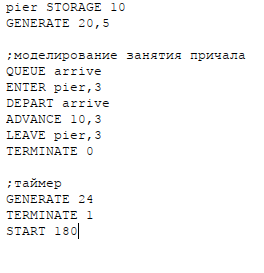 pier STORAGE 10
GENERATE 20,5
;моделирование занятия причала
QUEUE arrive
ENTER pier,3
DEPART arrive
ADVANCE 10,3
LEAVE pier,3
TERMINATE 0
;таймер
GENERATE 24
TERMINATE 1
START 180